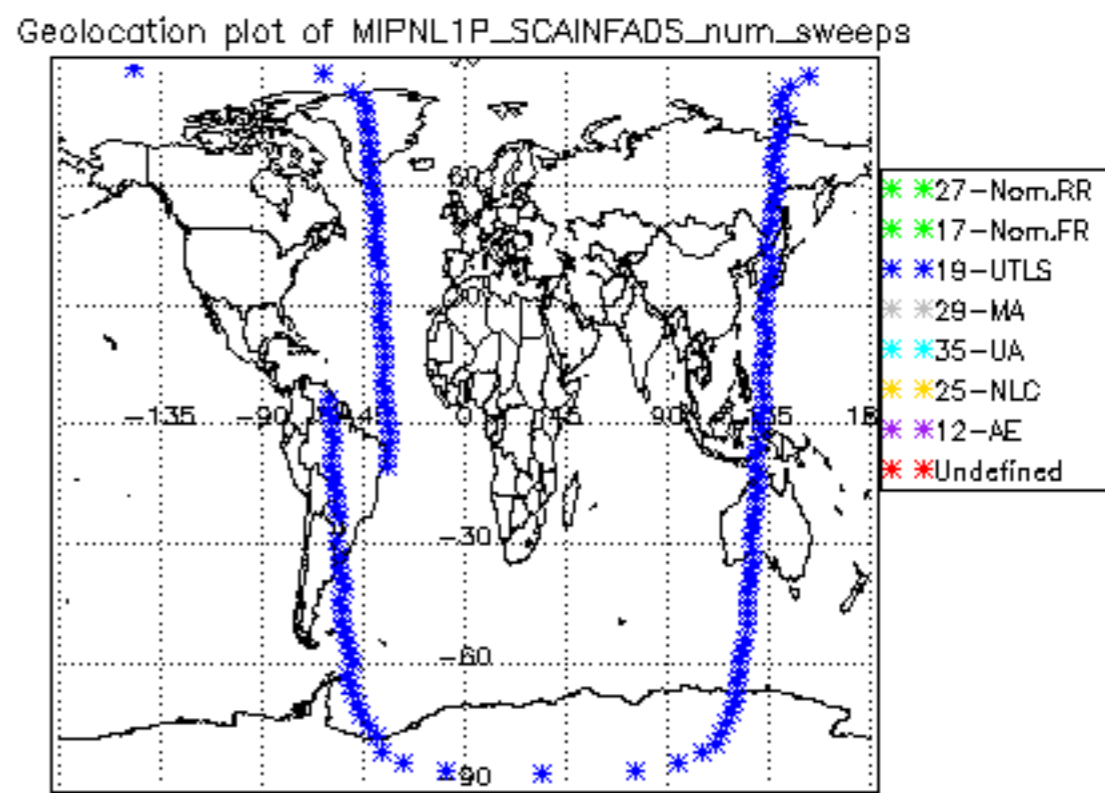 Geolocation plot of MIPNL1P_SCAINFADS_num_sweeps
60
-135
-90
0
90
-30
-60
-90
27-Nom.RR
17-Nom.FR
19-UTLS
29-MA
35-UA
25-NLC
12-AE
Undefined